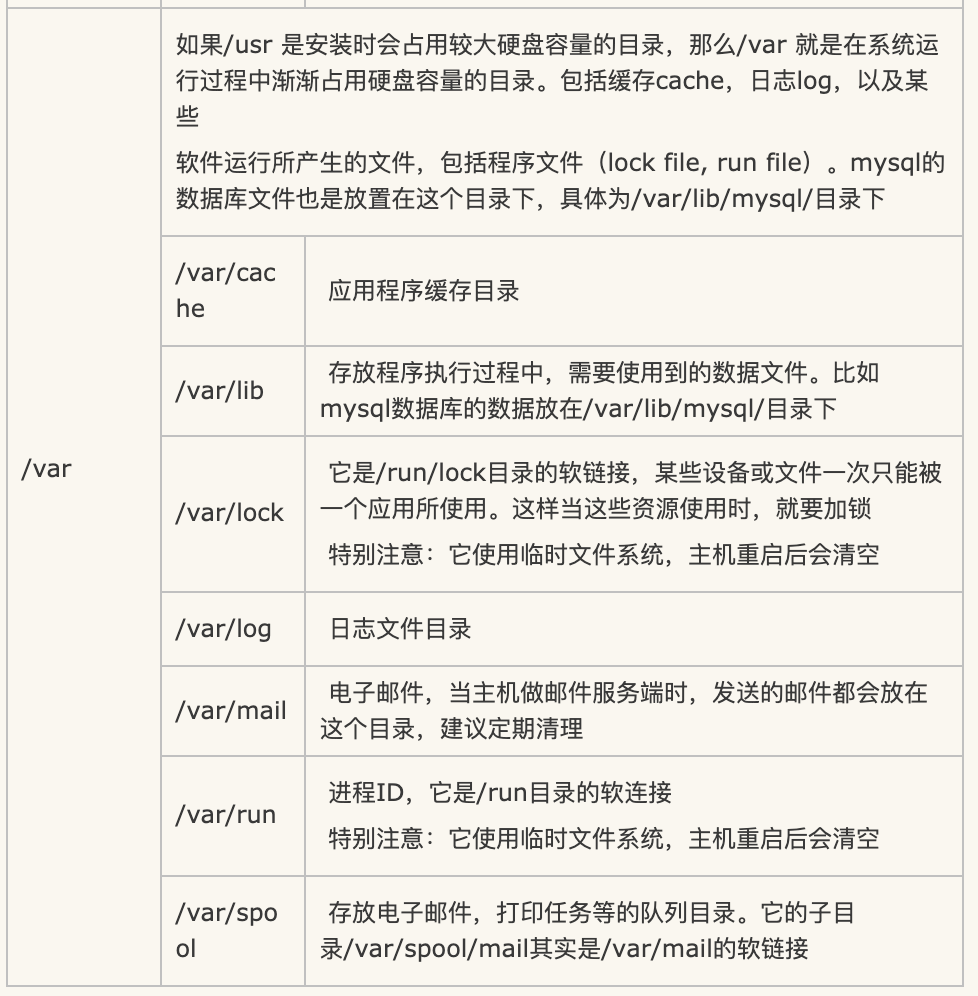 /var
如果/usr 是安装时会占用较大硬盘容量的目录，那么/var 就是在系统运
行过程中渐渐占用硬盘容量的目录。包括缓存cache，日志log，以及某
些
软件运行所产生的文件，包括程序文件（lock file, run file）。mysql的
数据库文件也是放置在这个目录下，具体为/var/lib/mysql/目录下
/var/cac
he
应用程序缓存目录
/var/lib
存放程序执行过程中，需要使用到的数据文件。比如
mysql数据库的数据放在/var/lib/mysql/目录下
/var/lock
它是/run/lock目录的软链接，某些设备或文件一次只能被
一个应用所使用。这样当这些资源使用时，就要加锁
特别注意：它使用临时文件系统，主机重启后会清空
/var/log
日志文件目录
/var/mail
电子邮件，当主机做邮件服务端时，发送的邮件都会放在
这个目录，建议定期清理
/var/run
进程ID，它是/run目录的软连接
特别注意：它使用临时文件系统，主机重启后会清空
/var/spo
ol
存放电子邮件，打印任务等的队列目录。它的子目
录/var/spool/mail其实是/var/mail的软链接